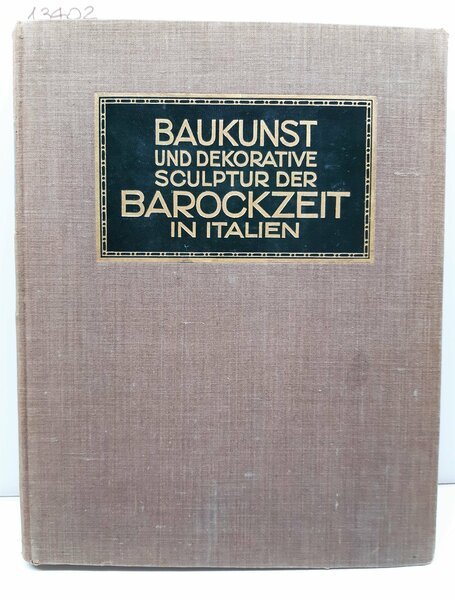 13402
BAUKUNST
UND DEKORATIVE
SCULPTUR DER
BAROCKZEIT
IN ITALIEN